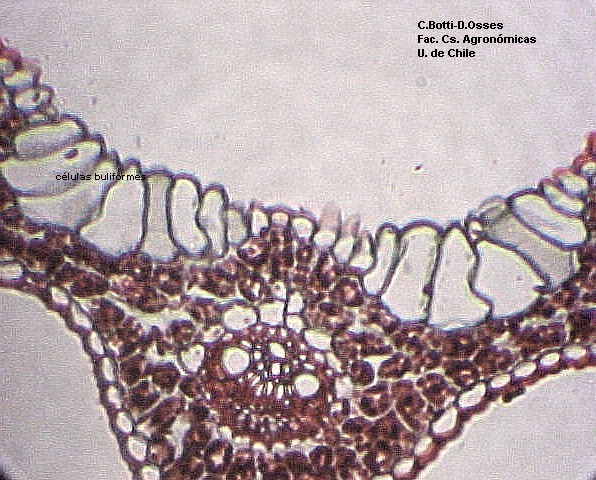 C.Botti-D.Osses
Fac. Cs. Agronómicas
U. de Chile
células buliformes